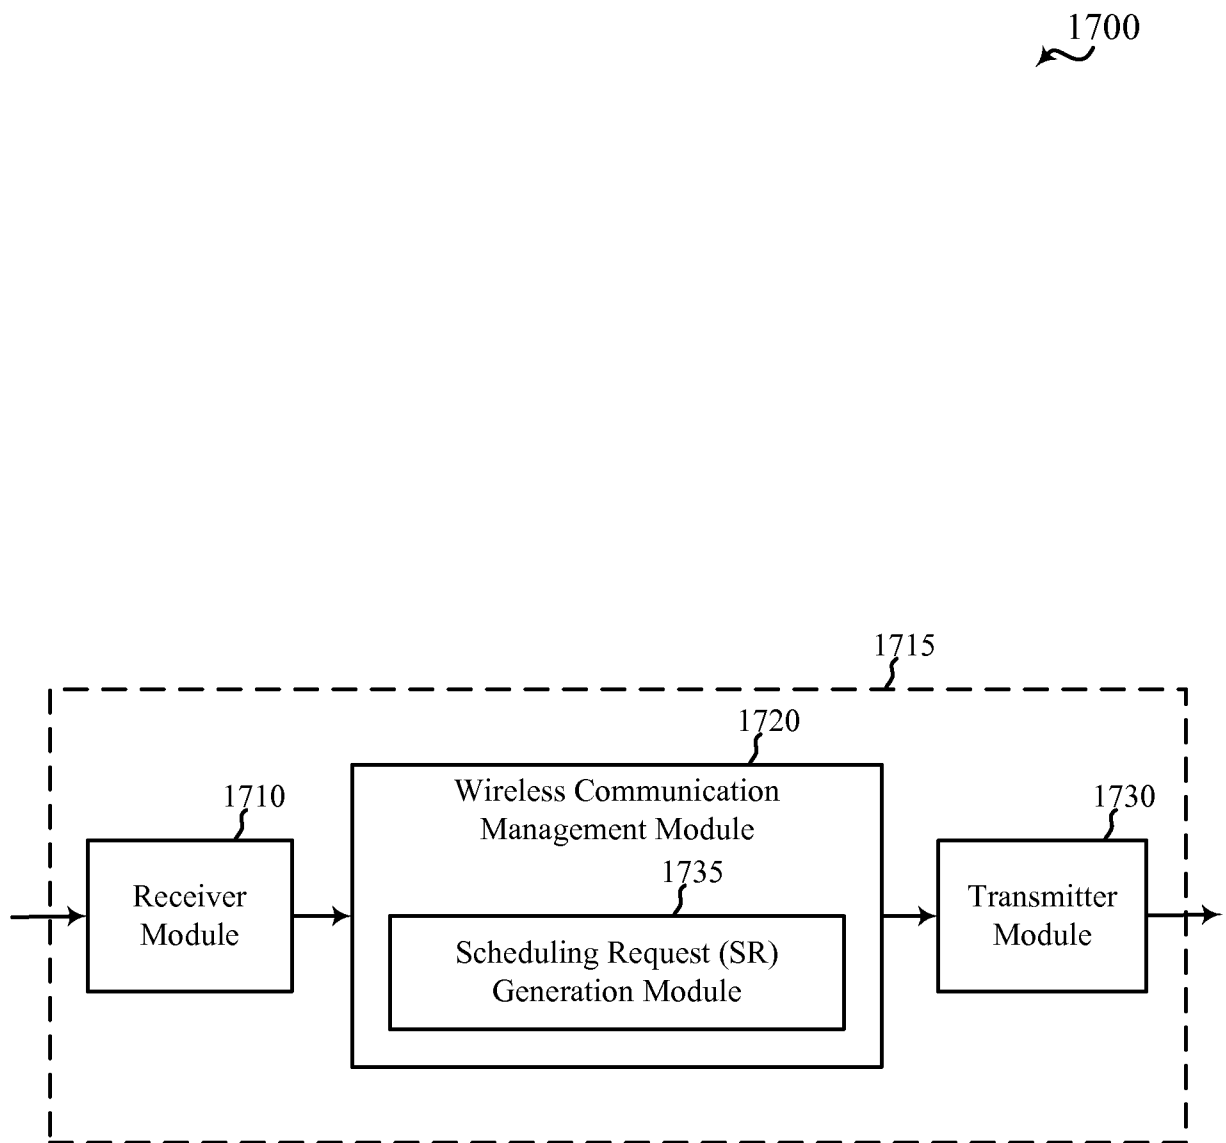 1700
1715
1720
Wireless Communication
Management Module
1710
1730
Receiver
Module
1735
Transmitter
Module
Scheduling Request (SR)
Generation Module